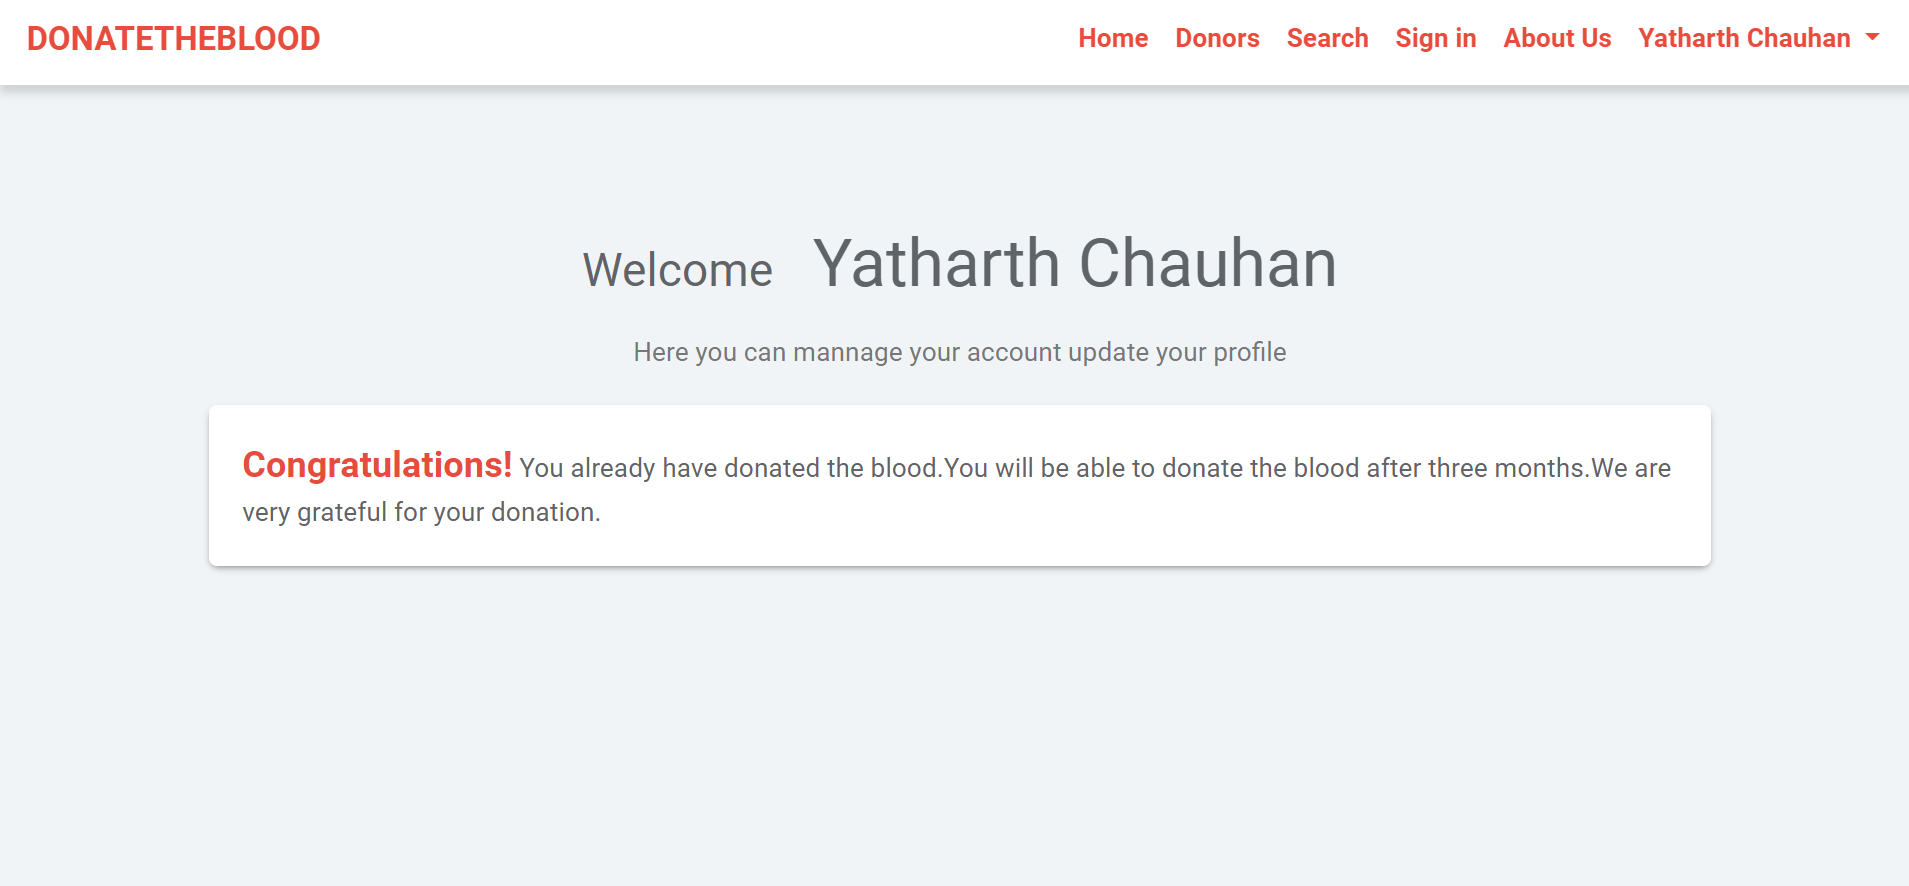 DONATETHEBLOOD
Home Donors Search Sign in About Us Yatharth Chauhan
Welcome Yatharth Chauhan
Here you can mannage your account update your profile
Congratulations! You already have donated the blood.You will be able to donate the blood after three months.We are
very grateful for your donation.